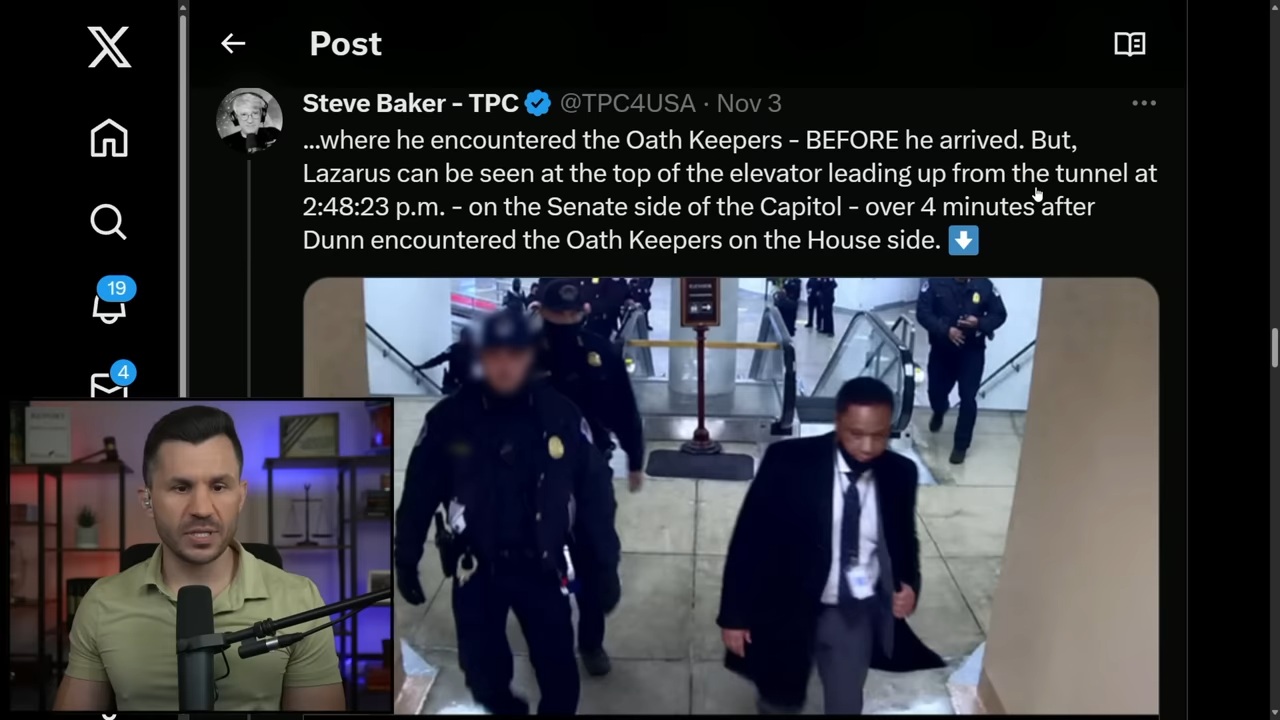 Post
Steve Baker - TPC @TPC4USA · Nov 3
...where he encountered the Oath Keepers - BEFORE he arrived. But,
Lazarus can be seen at the top of the elevator leading up from the tunnel at
2:48:23 p.m. - on the Senate side of the Capitol - over 4 minutes after
Dunn encountered the Oath Keepers on the House side. ⬇️
19
4